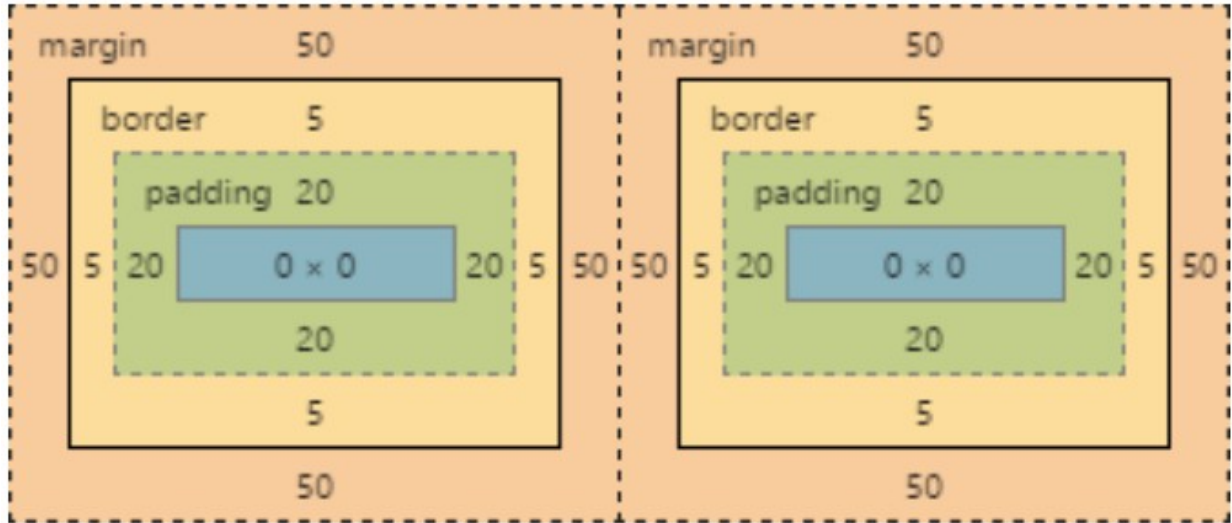 margin 50 margin 50
border 5 border 5
padding 20 padding 20
50 5 20 0 × 0 20 5 50 50 5 20 0 × 0 20 5 50
20 20
5 5
50 50